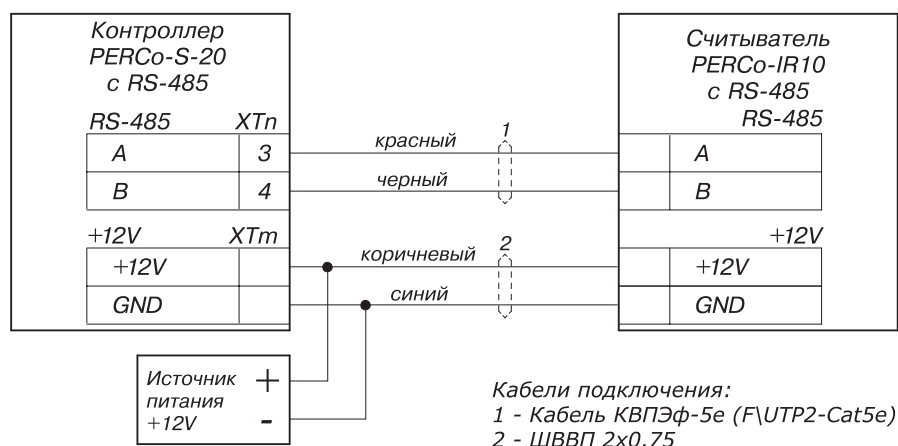 Контроллер
PERCo-S-20
с RS-485
RS-485 XTn
A 3
B 4
+12V XTm
+12V
GND
красный
1
черный
коричневый
2
синий
Считыватель
PERCo-IR10
с RS-485
RS-485
A
B
+12V
+12V
GND
Источник +
питания
+12V -
Кабели подключения:
1 - Кабель КВПЭф-5е (F\UTP2-Cat5e)
2 - ШВВП 2х0,75